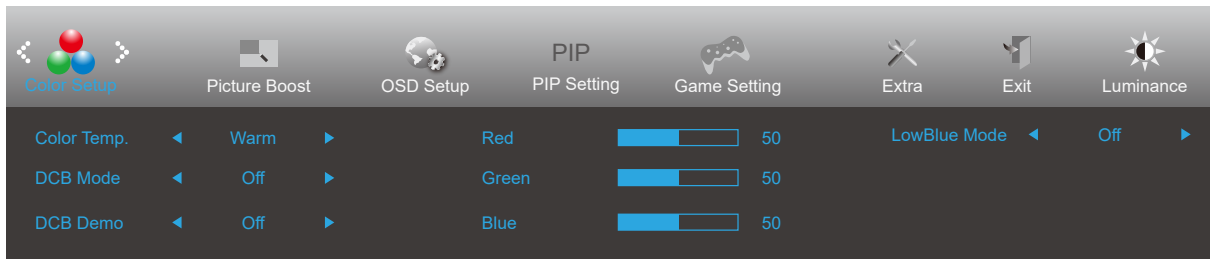 PIP
Color Setup Picture Boost OSD Setup PIP Setting Game Setting Extra Exit Luminance
Color Temp. Warm Red 50 LowBlue Mode Off
DCB Mode Off Green 50
DCB Demo Off Blue 50